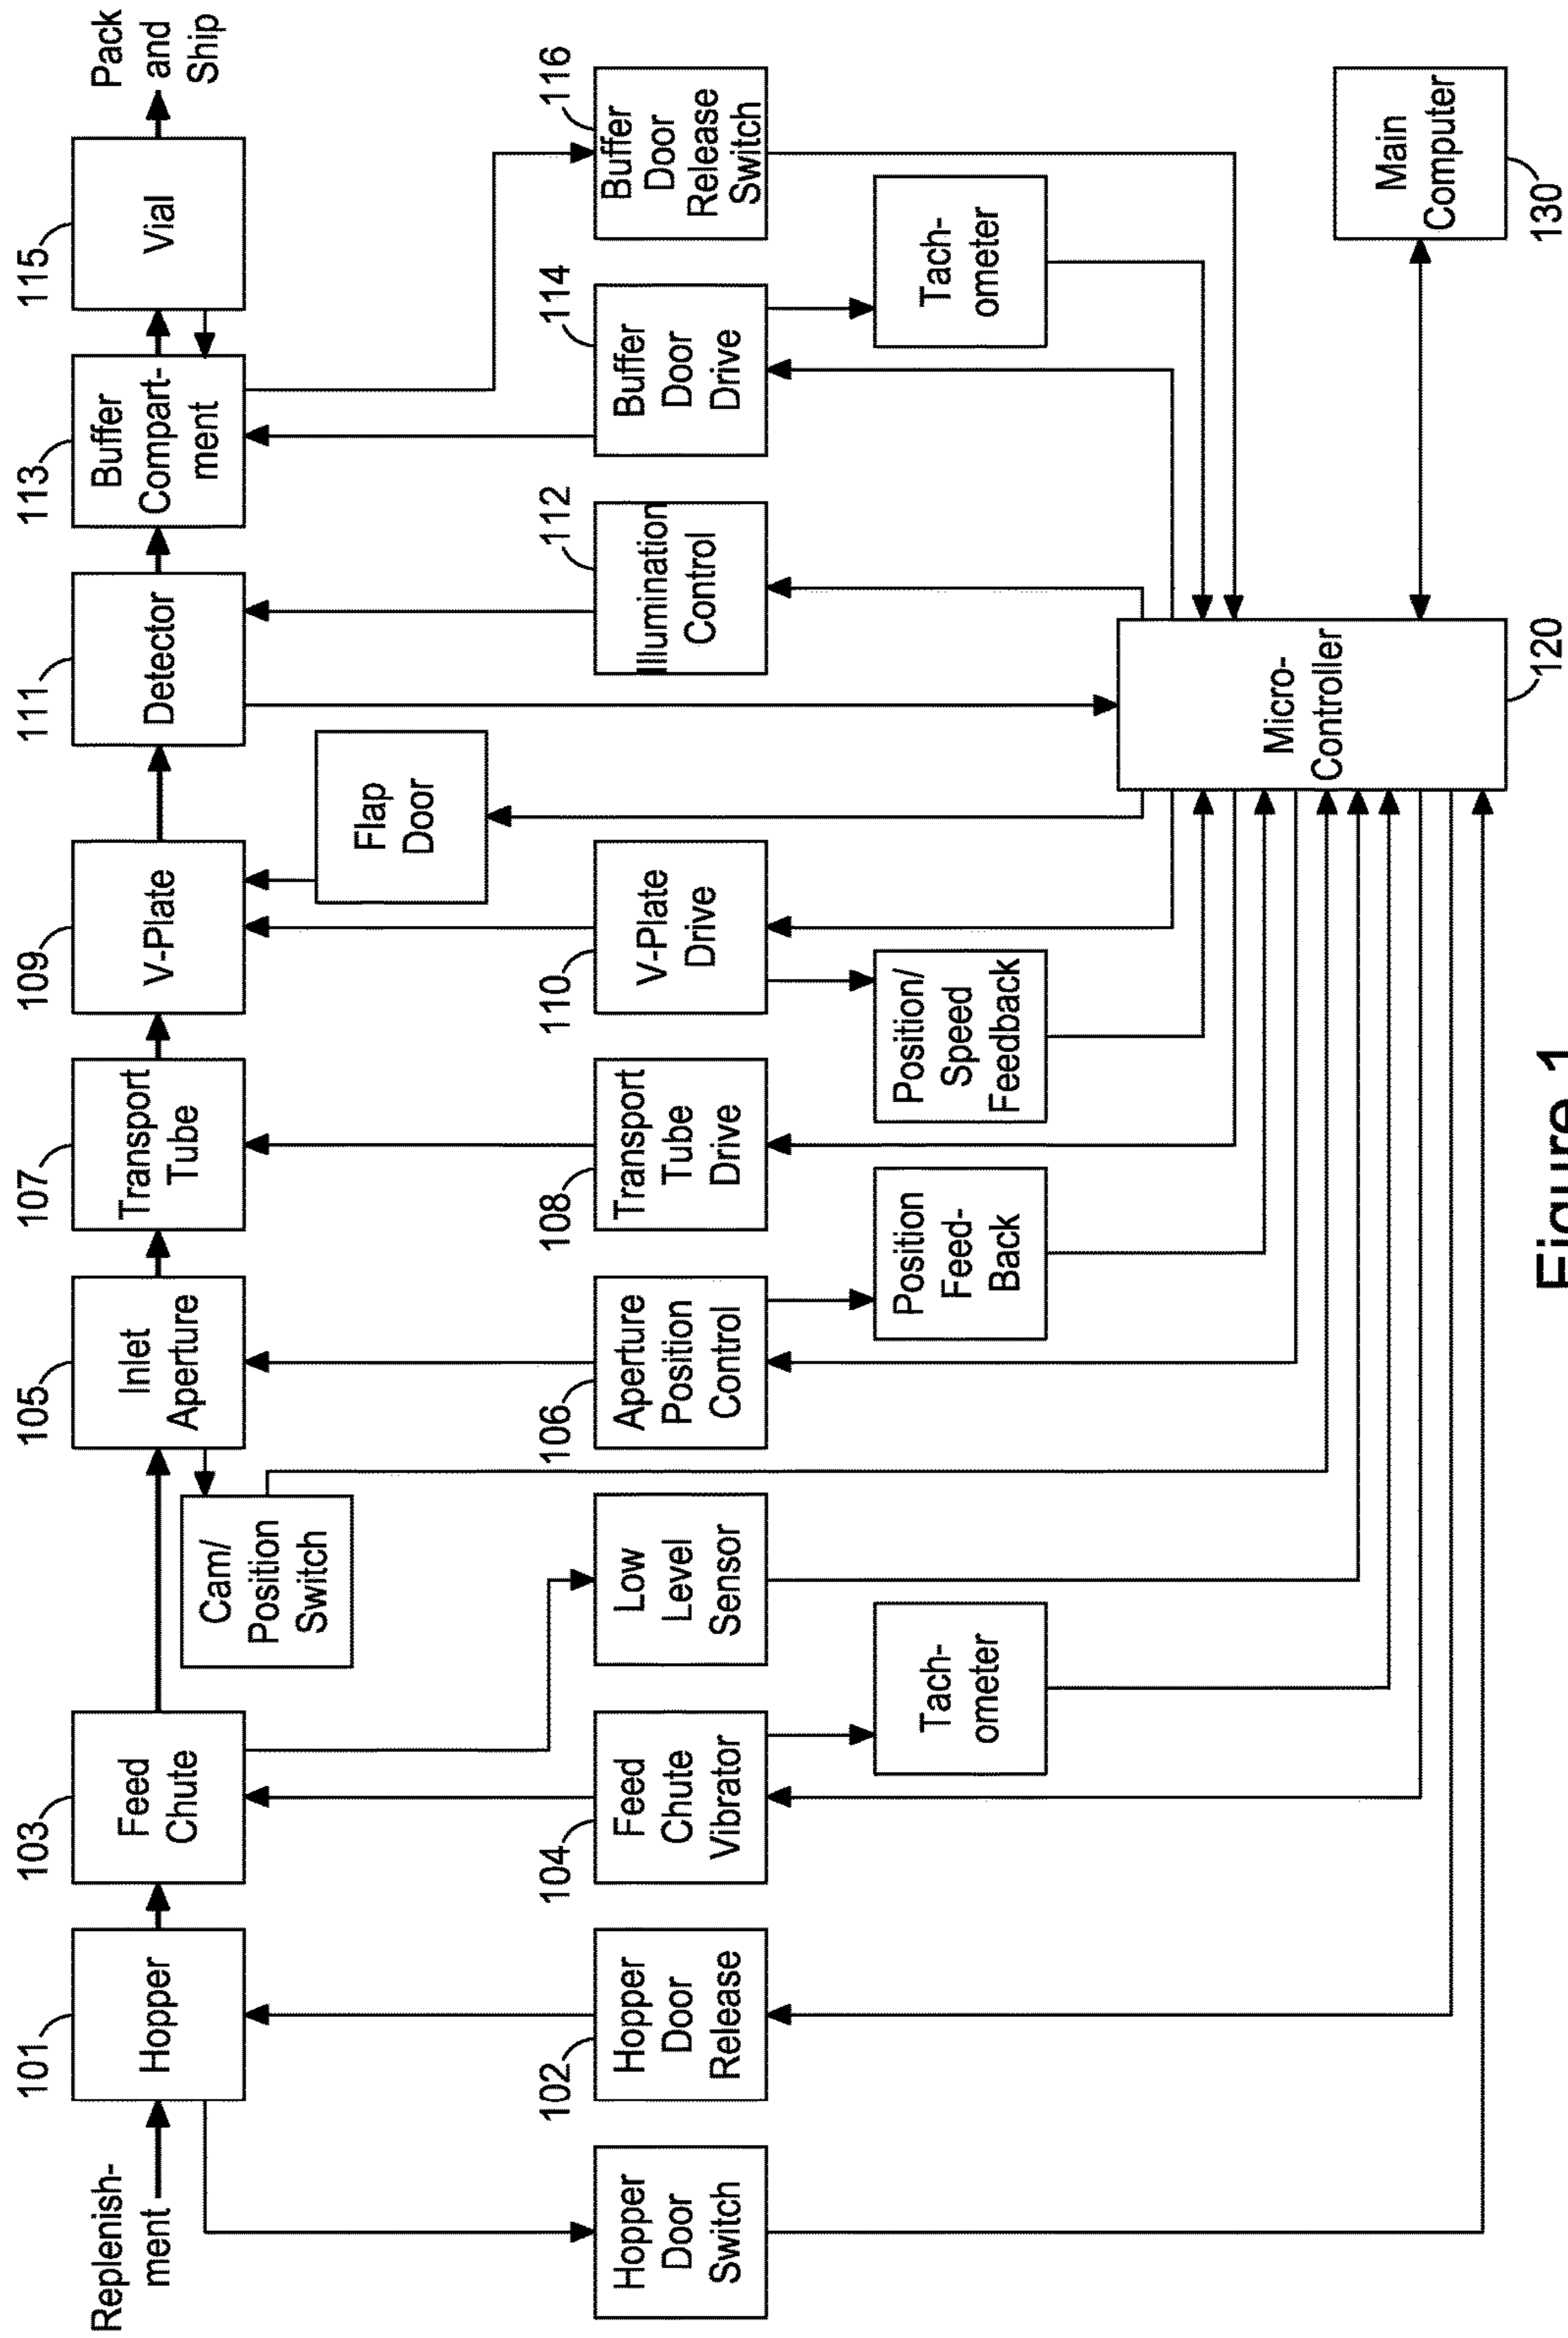 Replenish-
ment
101
Hopper
103
Feed
Chute
Cam/
Position
Switch
105
Inlet
Aperture
107
Transport
Tube
109
V-Plate
Flap
Door
111
Detector
113
Buffer
Compart-
ment
115
Vial
Pack
and
Ship
Hopper
Door
Switch
102
Hopper
Door
Release
104
Feed
Chute
Vibrator
Low
Level
Sensor
106
Aperture
Position
Control
108
Transport
Tube
Drive
110
V-Plate
Drive
112
Illumination
Control
114
Buffer
Door
Drive
116
Buffer
Door
Release
Switch
Tach-
ometer
Position
Feed-
Back
Position/
Speed
Feedback
Tach-
ometer
Micro-
Controller
120
Main
Computer
130
Figure 1